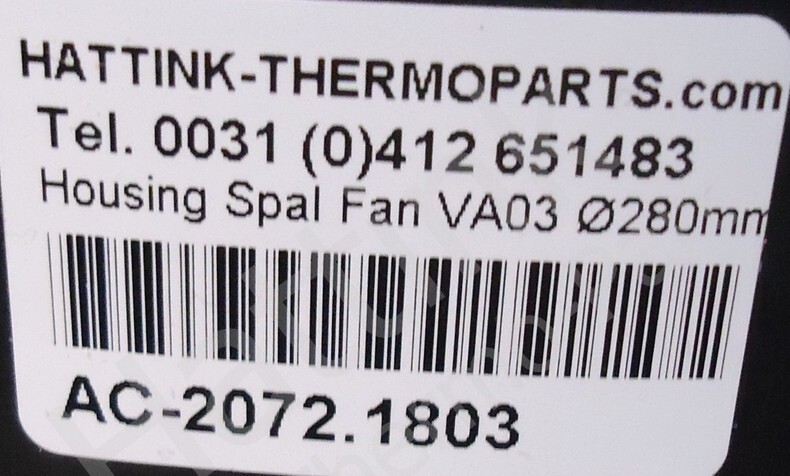 HATTINK-THERMOPARTS.com
Tel. 0031 (0)412 651483
Housing Spal Fan VA03 Ø280mm
AC-2072.1803